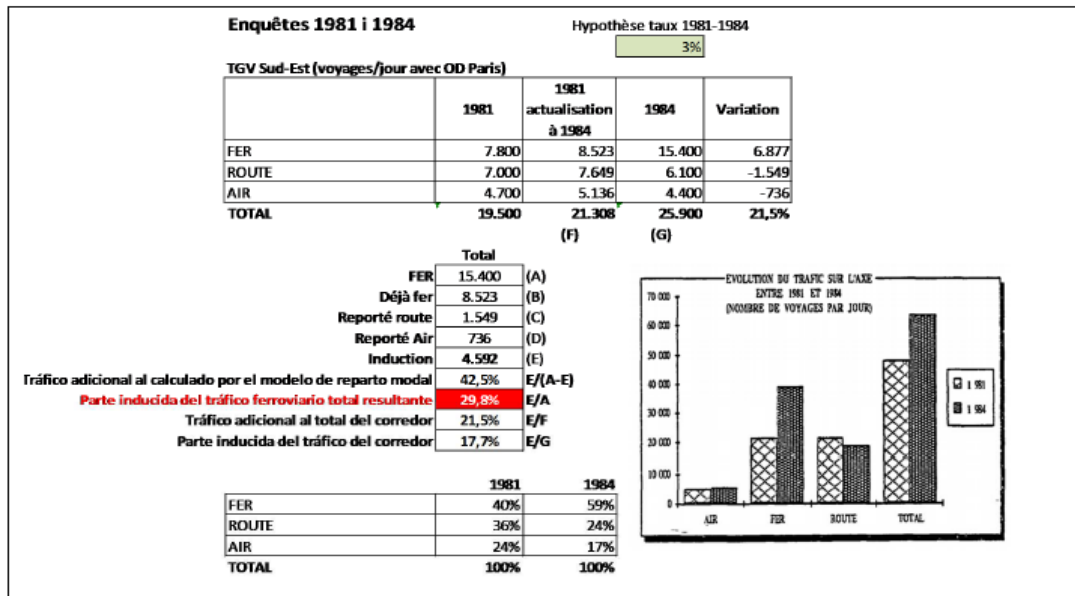 Enquêtes 1981 i 1984
Hypothèse taux 1981-1984
3%
TGV Sud-Est (voyages/jour avec OD Paris)
1981 1981 actualisation à 1984 1984 Variation
FER 7.800 8.523 15.400 6.877
ROUTE 7.000 7.649 6.100 -1.549
AIR 4.700 5.136 4.400 -736
TOTAL 19.500 21.308 25.900 21,5%
(F) (G)
Total
FER 15.400 (A)
Déjà fer 8.523 (B)
Reporté route 1.549 (C)
Reporté Air 736 (D)
Induction 4.592 (E)
Tráfico adicional al calculado por el modelo de reparto modal 42,5% E/(A-E)
Parte inducida del tráfico ferroviario total resultante 29,8% E/A
Tráfico adicional al total del corredor 21,5% E/F
Parte inducida del tráfico del corredor 17,7% E/G
EVOLUTION DU TRAFIC SUR L'AXE
ENTRE 1981 ET 1984
(NOMBRE DE VOYAGES PAR JOUR)
70 000
60 000
50 000
40 000
30 000
20 000
10 000
0
AIR FER ROUTE TOTAL
1 981
1 984
1981 1984
FER 40% 59%
ROUTE 36% 24%
AIR 24% 17%
TOTAL 100% 100%